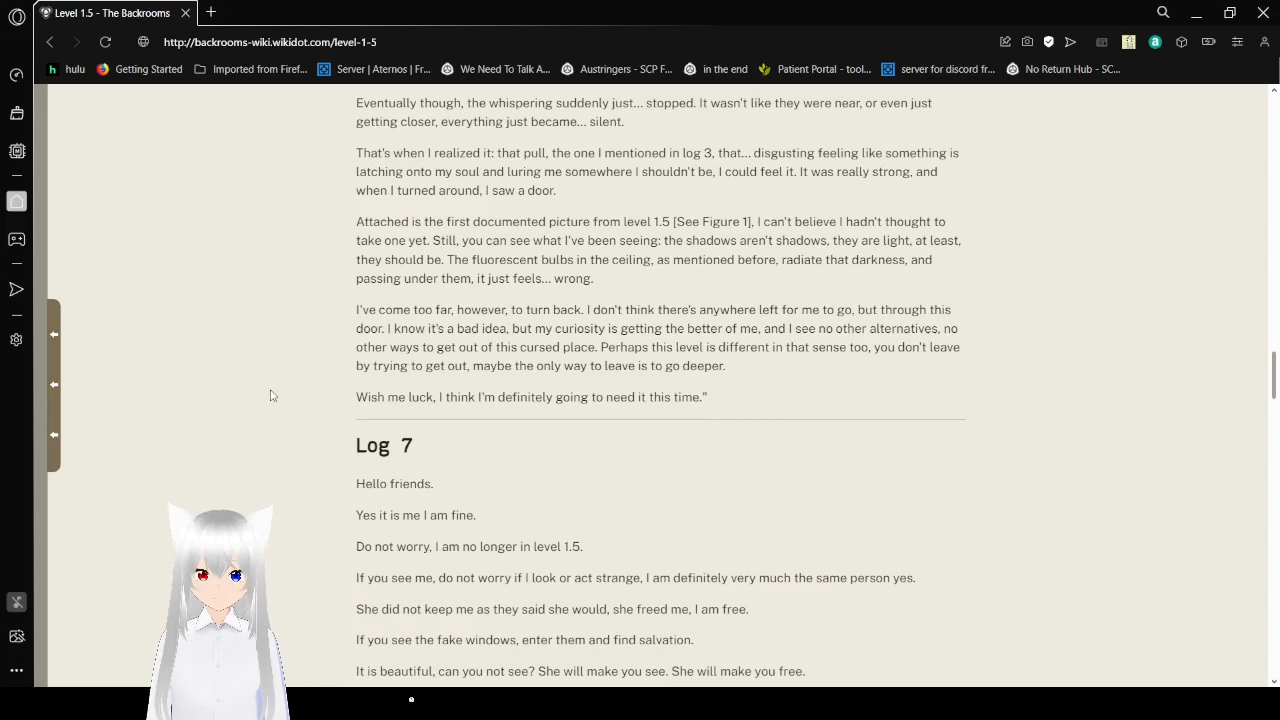 Level 1.5 - The Backrooms
http://backrooms-wiki.wikidot.com/level-1-5
hulu
Getting Started
Imported from Firef...
Server | Aternos | Fr...
We Need To Talk A...
Austringers - SCP F...
in the end
Patient Portal - tool...
server for discord fr...
No Return Hub - SC...
Eventually though, the whispering suddenly just... stopped. It wasn't like they were near, or even just
getting closer, everything just became... silent.
That's when I realized it: that pull, the one I mentioned in log 3, that... disgusting feeling like something is
latching onto my soul and luring me somewhere I shouldn't be, I could feel it. It was really strong, and
when I turned around, I saw a door.
Attached is the first documented picture from level 1.5 [See Figure 1], I can't believe I hadn't thought to
take one yet. Still, you can see what I've been seeing: the shadows aren't shadows, they are light, at least,
they should be. The fluorescent bulbs in the ceiling, as mentioned before, radiate that darkness, and
passing under them, it just feels... wrong.
I've come too far, however, to turn back. I don't think there's anywhere left for me to go, but through this
door. I know it's a bad idea, but my curiosity is getting the better of me, and I see no other alternatives, no
other ways to get out of this cursed place. Perhaps this level is different in that sense too, you don't leave
by trying to get out, maybe the only way to leave is to go deeper.
Wish me luck, I think I'm definitely going to need it this time."
Log 7
Hello friends.
Yes it is me I am fine.
Do not worry, I am no longer in level 1.5.
If you see me, do not worry if I look or act strange, I am definitely very much the same person yes.
She did not keep me as they said she would, she freed me, I am free.
If you see the fake windows, enter them and find salvation.
It is beautiful, can you not see? She will make you see. She will make you free.